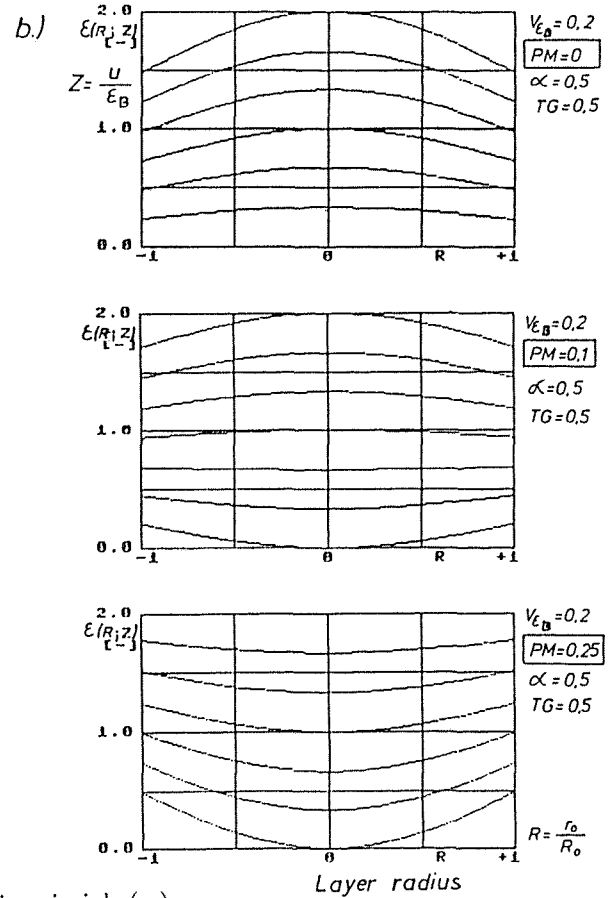 b.)
2.0
ε(R; Z)
[-]
Z = u/ε_B
1.0
0.0
-1 0 R +1
V_εB = 0,2
PM = 0
α = 0,5
TG = 0,5
2.0
ε(R; Z)
[-]
1.0
0.0
-1 0 R +1
V_εB = 0,2
PM = 0,1
α = 0,5
TG = 0,5
2.0
ε(R; Z)
[-]
1.0
0.0
-1 0 R +1
V_εB = 0,2
PM = 0,25
α = 0,5
TG = 0,5
R = r_o/R_o
Layer radius